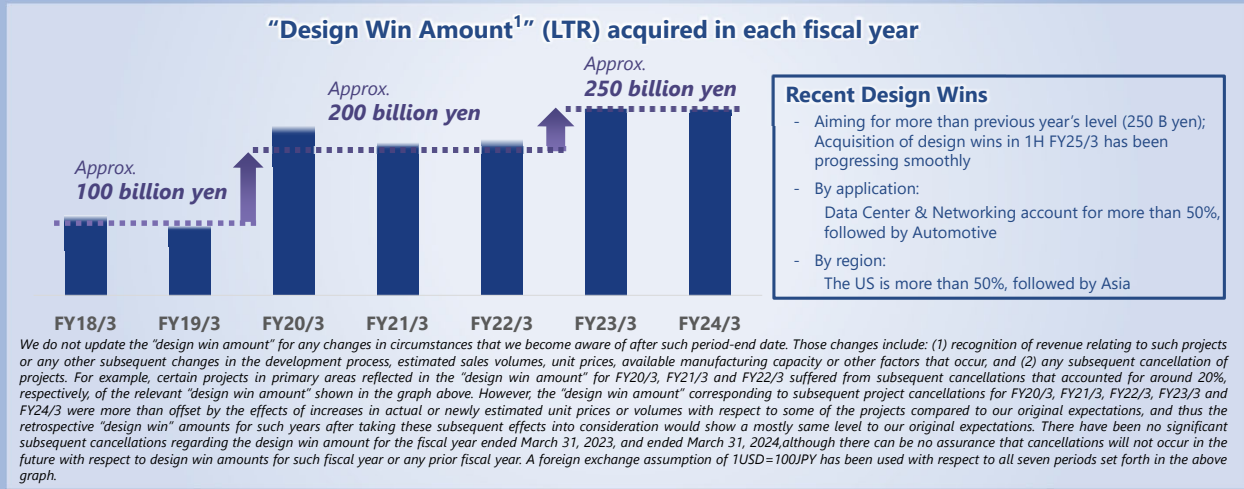 “Design Win Amount1” (LTR) acquired in each fiscal year
Approx.
100 billion yen
Approx.
200 billion yen
Approx.
250 billion yen
FY18/3 FY19/3 FY20/3 FY21/3 FY22/3 FY23/3 FY24/3
Recent Design Wins
- Aiming for more than previous year’s level (250 B yen);
Acquisition of design wins in 1H FY25/3 has been
progressing smoothly
- By application:
Data Center & Networking account for more than 50%,
followed by Automotive
- By region:
The US is more than 50%, followed by Asia
We do not update the “design win amount” for any changes in circumstances that we become aware of after such period-end date. Those changes include: (1) recognition of revenue relating to such projects
or any other subsequent changes in the development process, estimated sales volumes, unit prices, available manufacturing capacity or other factors that occur, and (2) any subsequent cancellation of
projects. For example, certain projects in primary areas reflected in the “design win amount” for FY20/3, FY21/3 and FY22/3 suffered from subsequent cancellations that accounted for around 20%,
respectively, of the relevant “design win amount” shown in the graph above. However, the “design win amount” corresponding to subsequent project cancellations for FY20/3, FY21/3, FY22/3, FY23/3 and
FY24/3 were more than offset by the effects of increases in actual or newly estimated unit prices or volumes with respect to some of the projects compared to our original expectations, and thus the
retrospective “design win” amounts for such years after taking these subsequent effects into consideration would show a mostly same level to our original expectations. There have been no significant
subsequent cancellations regarding the design win amount for the fiscal year ended March 31, 2023, and ended March 31, 2024,although there can be no assurance that cancellations will not occur in the
future with respect to design win amounts for such fiscal year or any prior fiscal year. A foreign exchange assumption of 1USD=100JPY has been used with respect to all seven periods set forth in the above
graph.